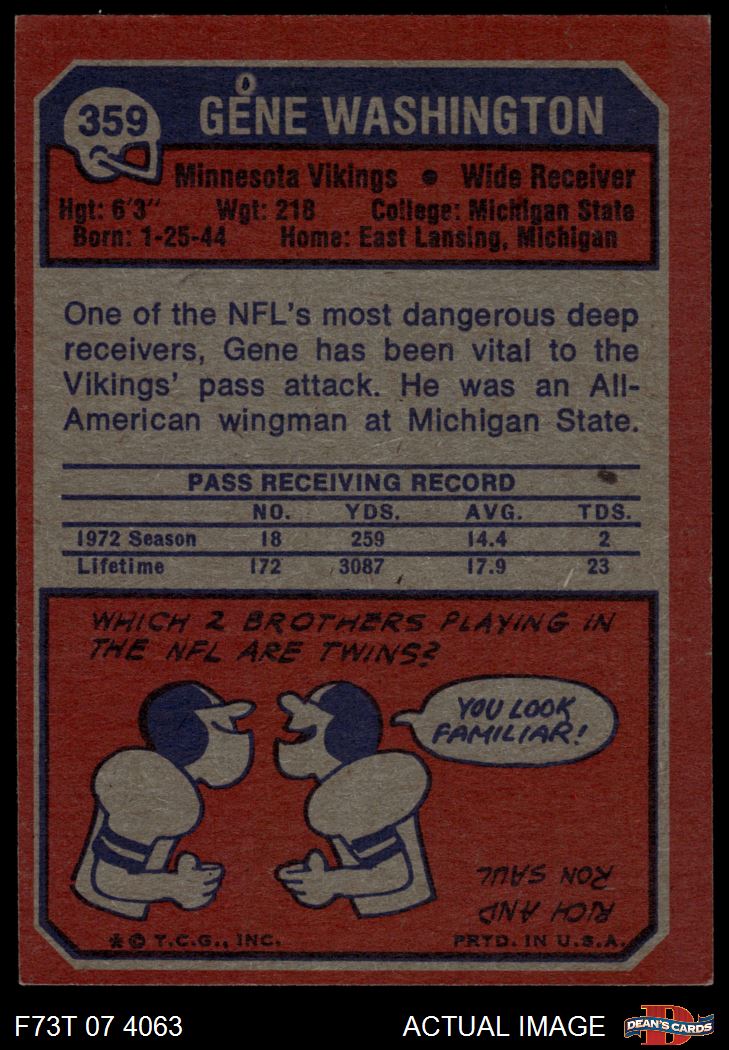 359
GENE WASHINGTON
Minnesota Vikings • Wide Receiver
Hgt: 6'3" Wgt: 218 College: Michigan State
Born: 1-25-44 Home: East Lansing, Michigan
One of the NFL's most dangerous deep
receivers, Gene has been vital to the
Vikings' pass attack. He was an All-
American wingman at Michigan State.
PASS RECEIVING RECORD
NO. YDS. AVG. TDS.
1972 Season 18 259 14.4 2
Lifetime 172 3087 17.9 23
WHICH 2 BROTHERS PLAYING IN
THE NFL ARE TWINS?
YOU LOOK
FAMILIAR!
RICH AND
RON SAUL
* © T.C.G., INC. PRTD. IN U.S.A.
F73T 07 4063 ACTUAL IMAGE
D
DEAN'S CARDS